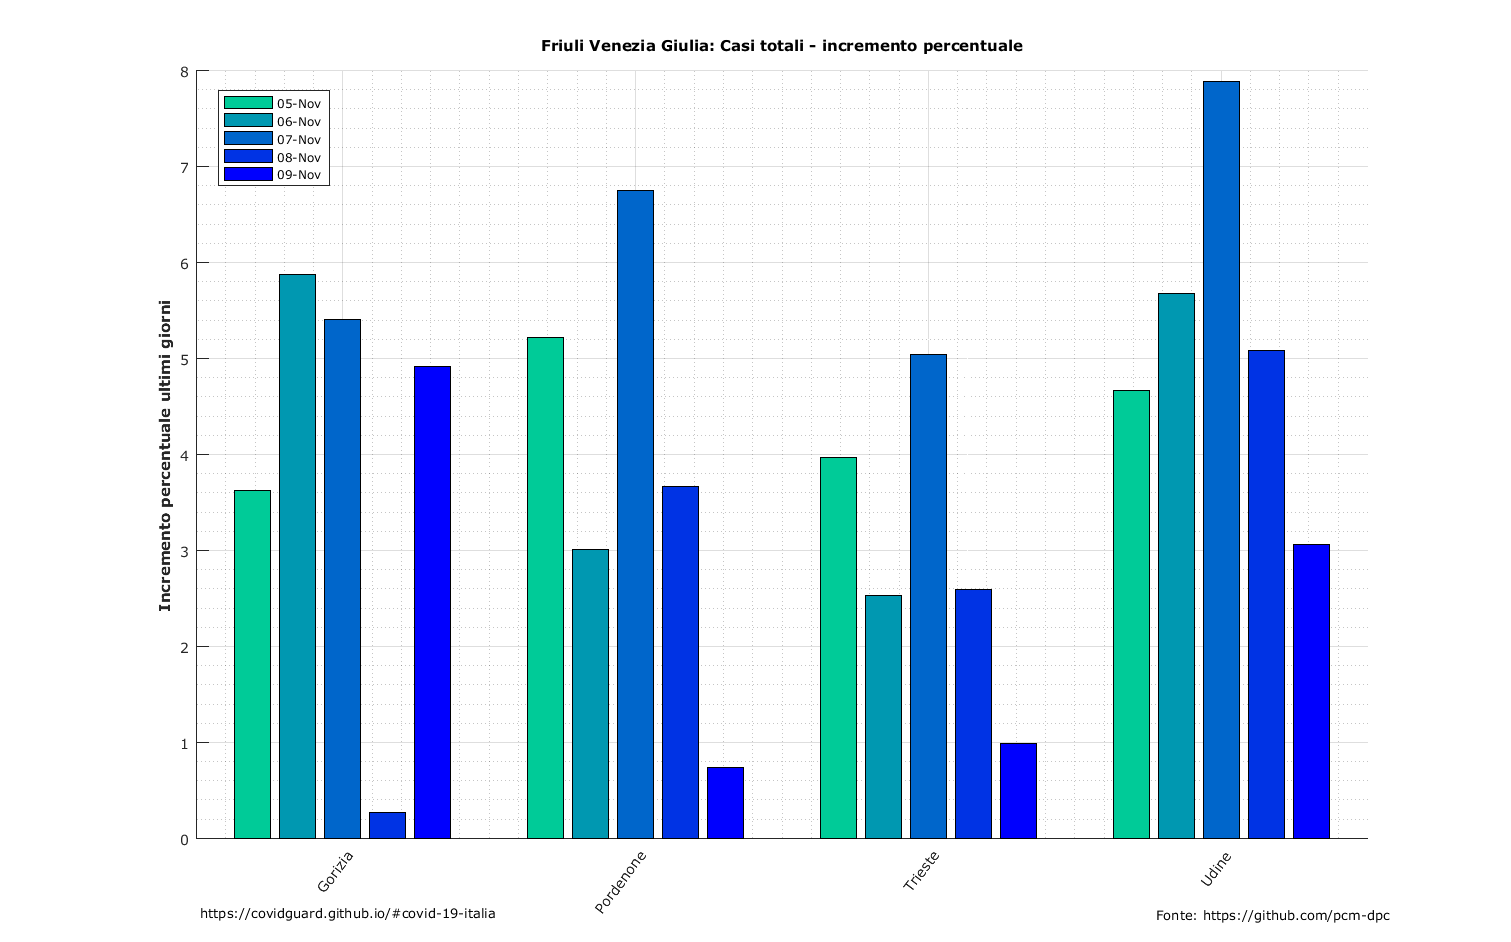 Friuli Venezia Giulia: Casi totali - incremento percentuale
8
7
6
5
4
3
2
1
0
05-Nov
06-Nov
07-Nov
08-Nov
09-Nov
Incremento percentuale ultimi giorni
Gorizia
Pordenone
Trieste
Udine
https://covidguard.github.io/#covid-19-italia
Fonte: https://github.com/pcm-dpc